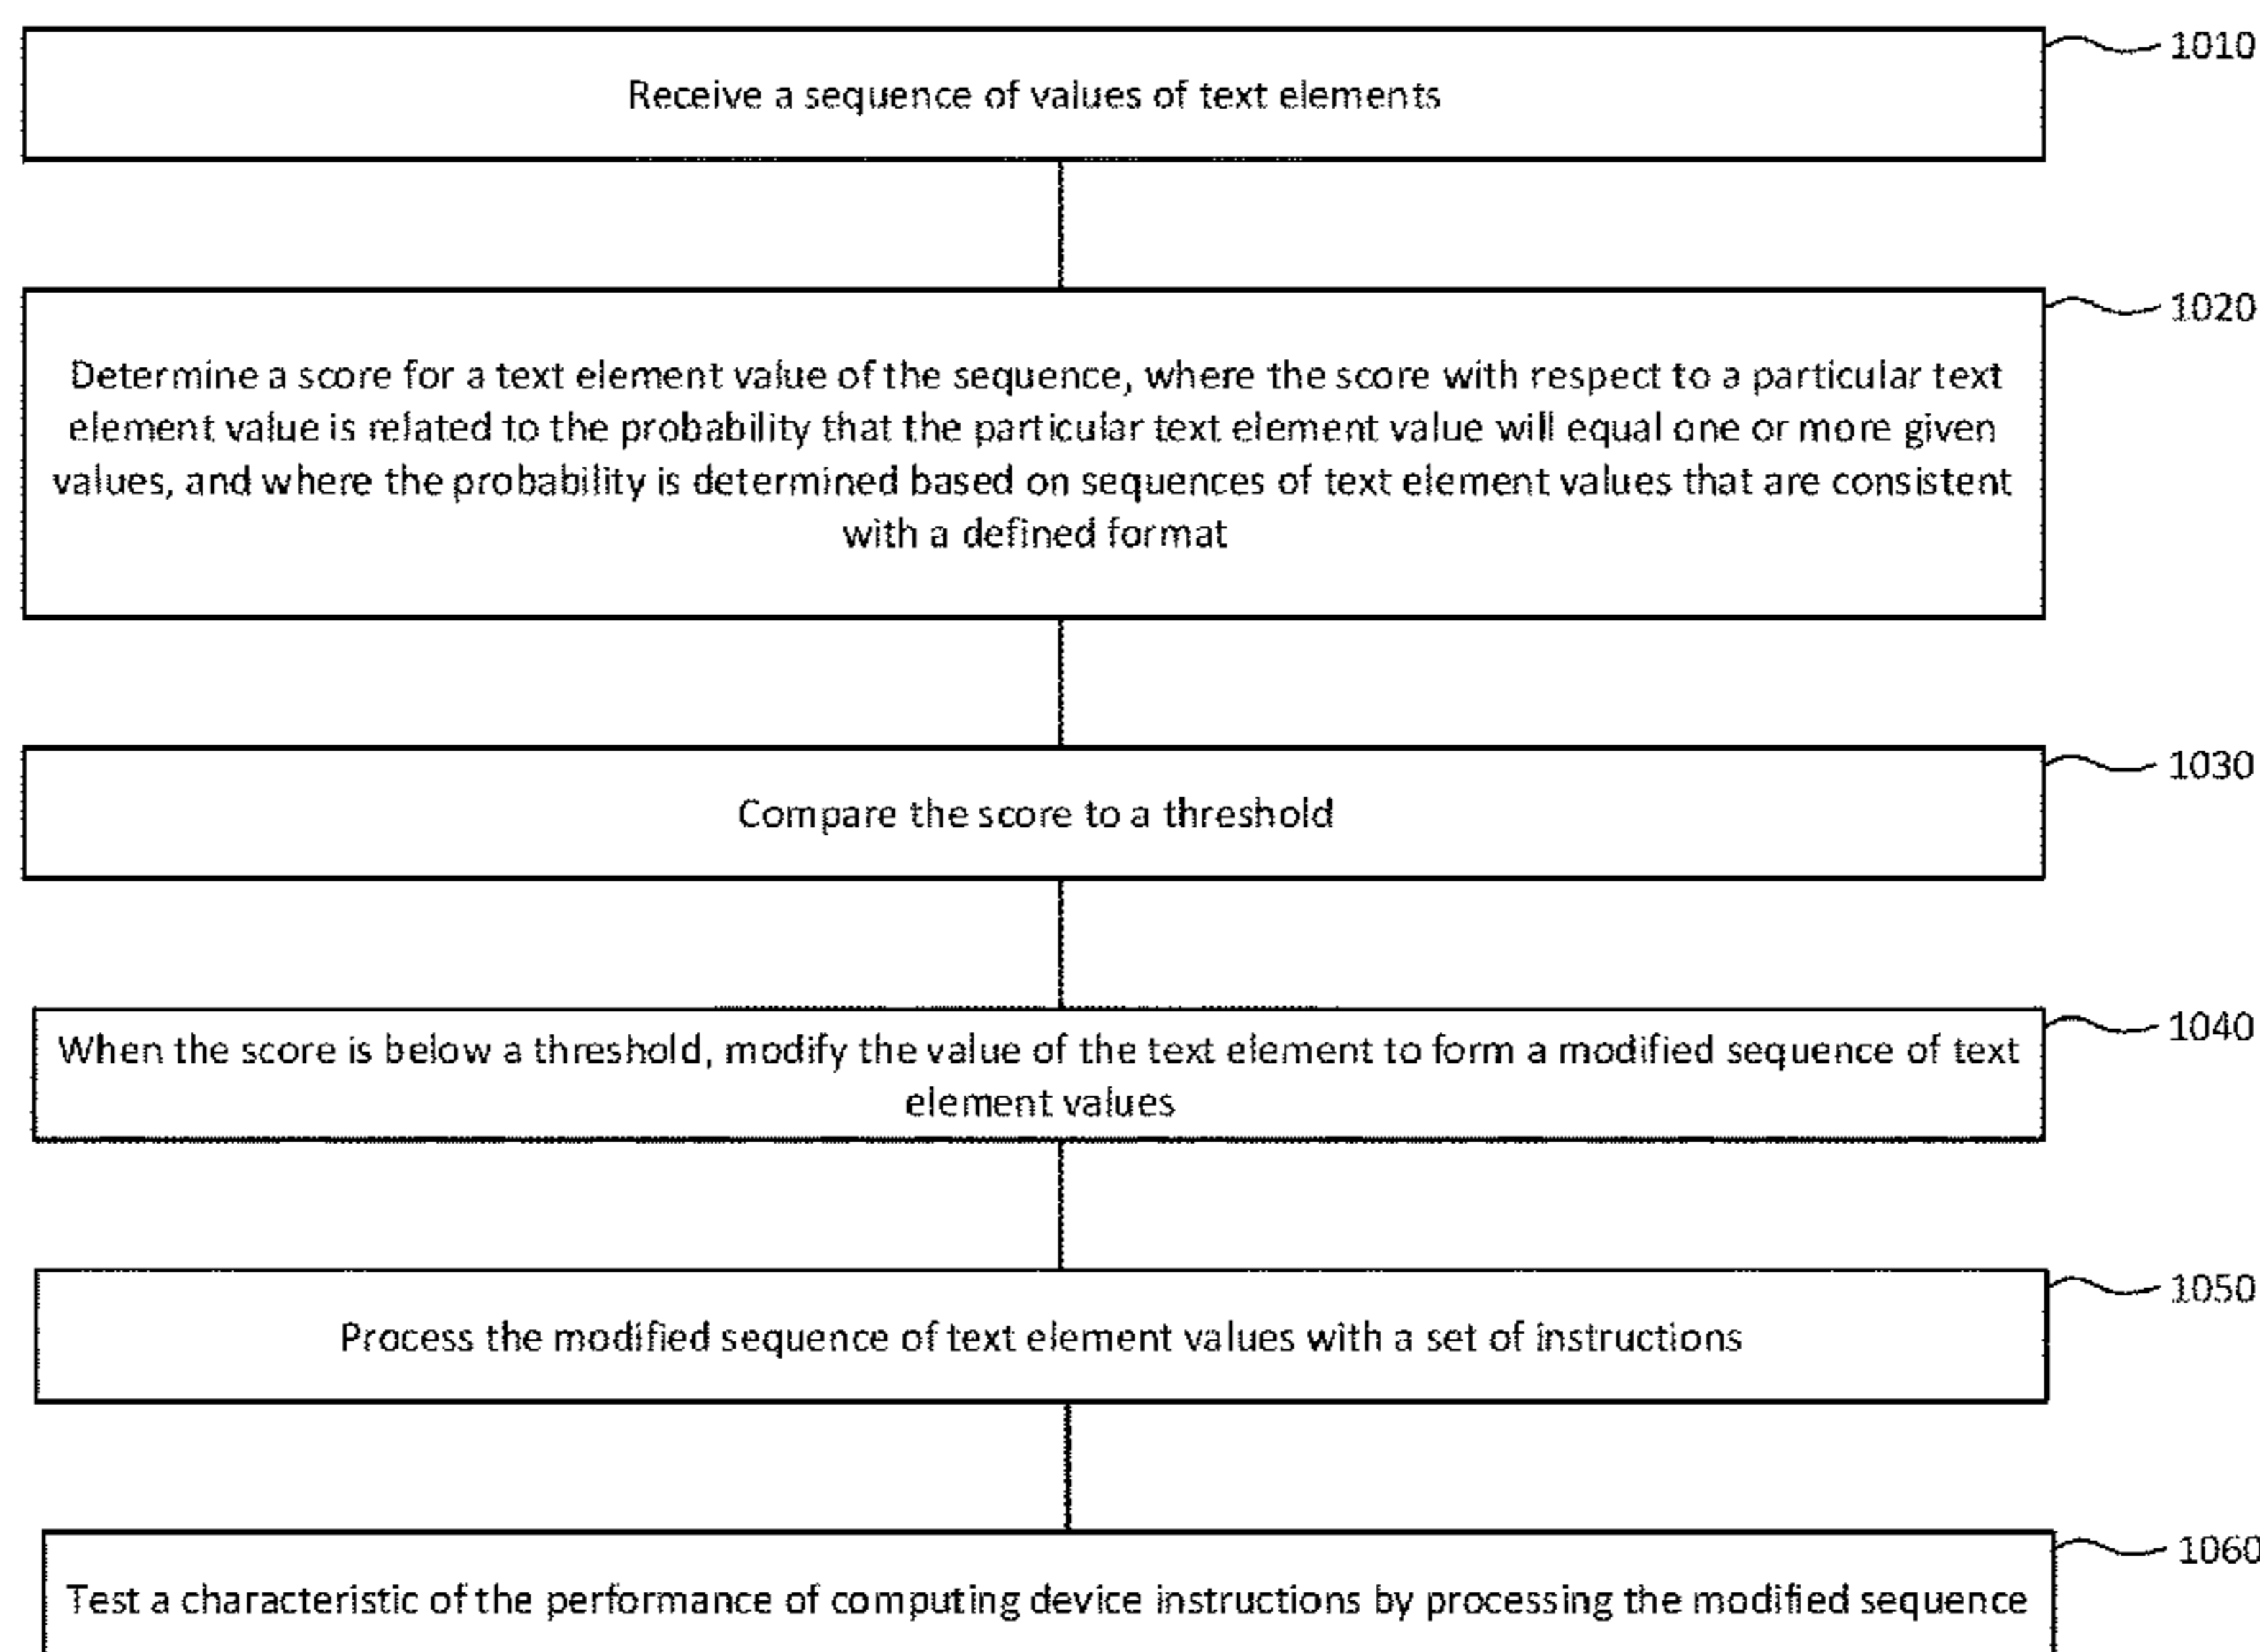 Receive a sequence of values of text elements
1010
Determine a score for a text element value of the sequence, where the score with respect to a particular text
element value is related to the probability that the particular text element value will equal one or more given
values, and where the probability is determined based on sequences of text element values that are consistent
with a defined format
1020
Compare the score to a threshold
1030
When the score is below a threshold, modify the value of the text element to form a modified sequence of text
element values
1040
Process the modified sequence of text element values with a set of instructions
1050
Test a characteristic of the performance of computing device instructions by processing the modified sequence
1060